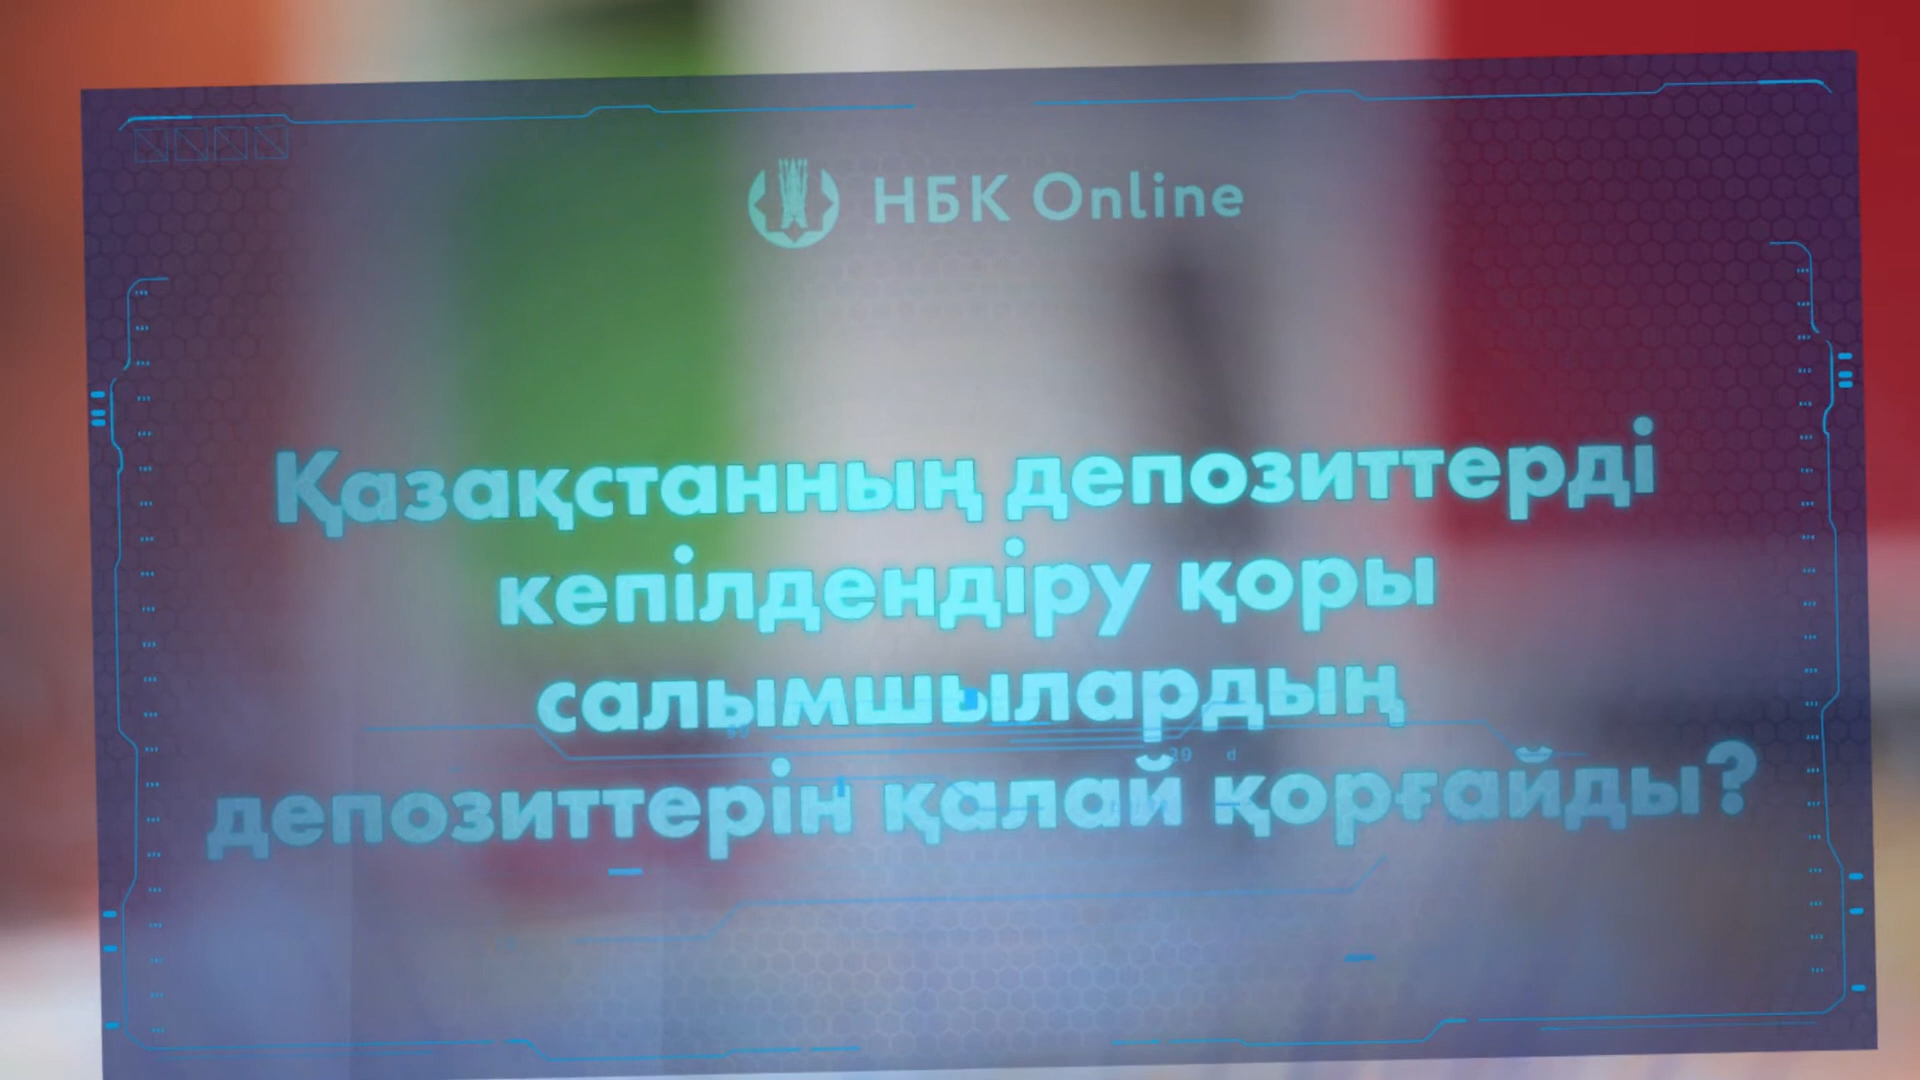 НБК Online
Қазақстанның депозиттерді
кепілдендіру қоры
салымшылардың
депозиттерін қалай қорғайды?